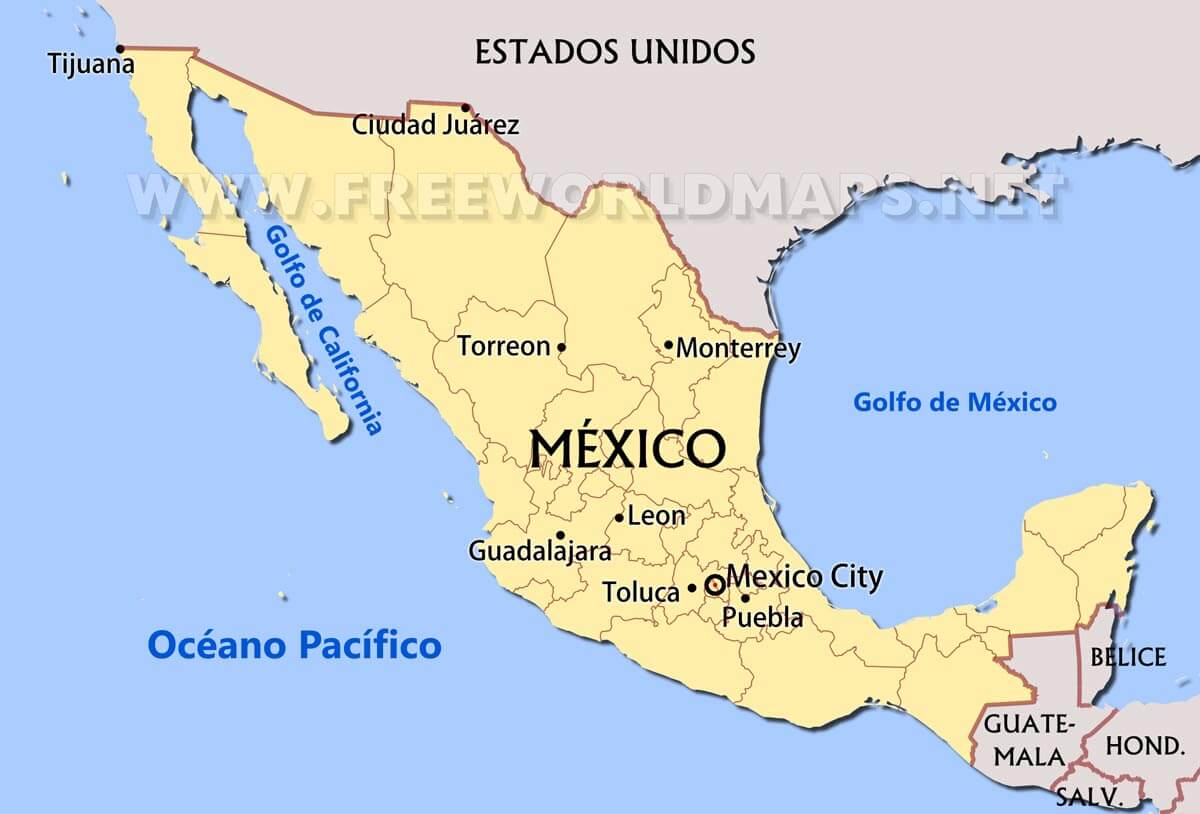 ESTADOS UNIDOS
Tijuana
Ciudad Juárez
WWW.FREEWORLDMAPS.NET
Golfo de California
Torreon
Monterrey
Golfo de México
MÉXICO
Leon
Guadalajara
Mexico City
Toluca
Puebla
Océano Pacífico
BELICE
GUATE-
MALA
HOND.
SALV.